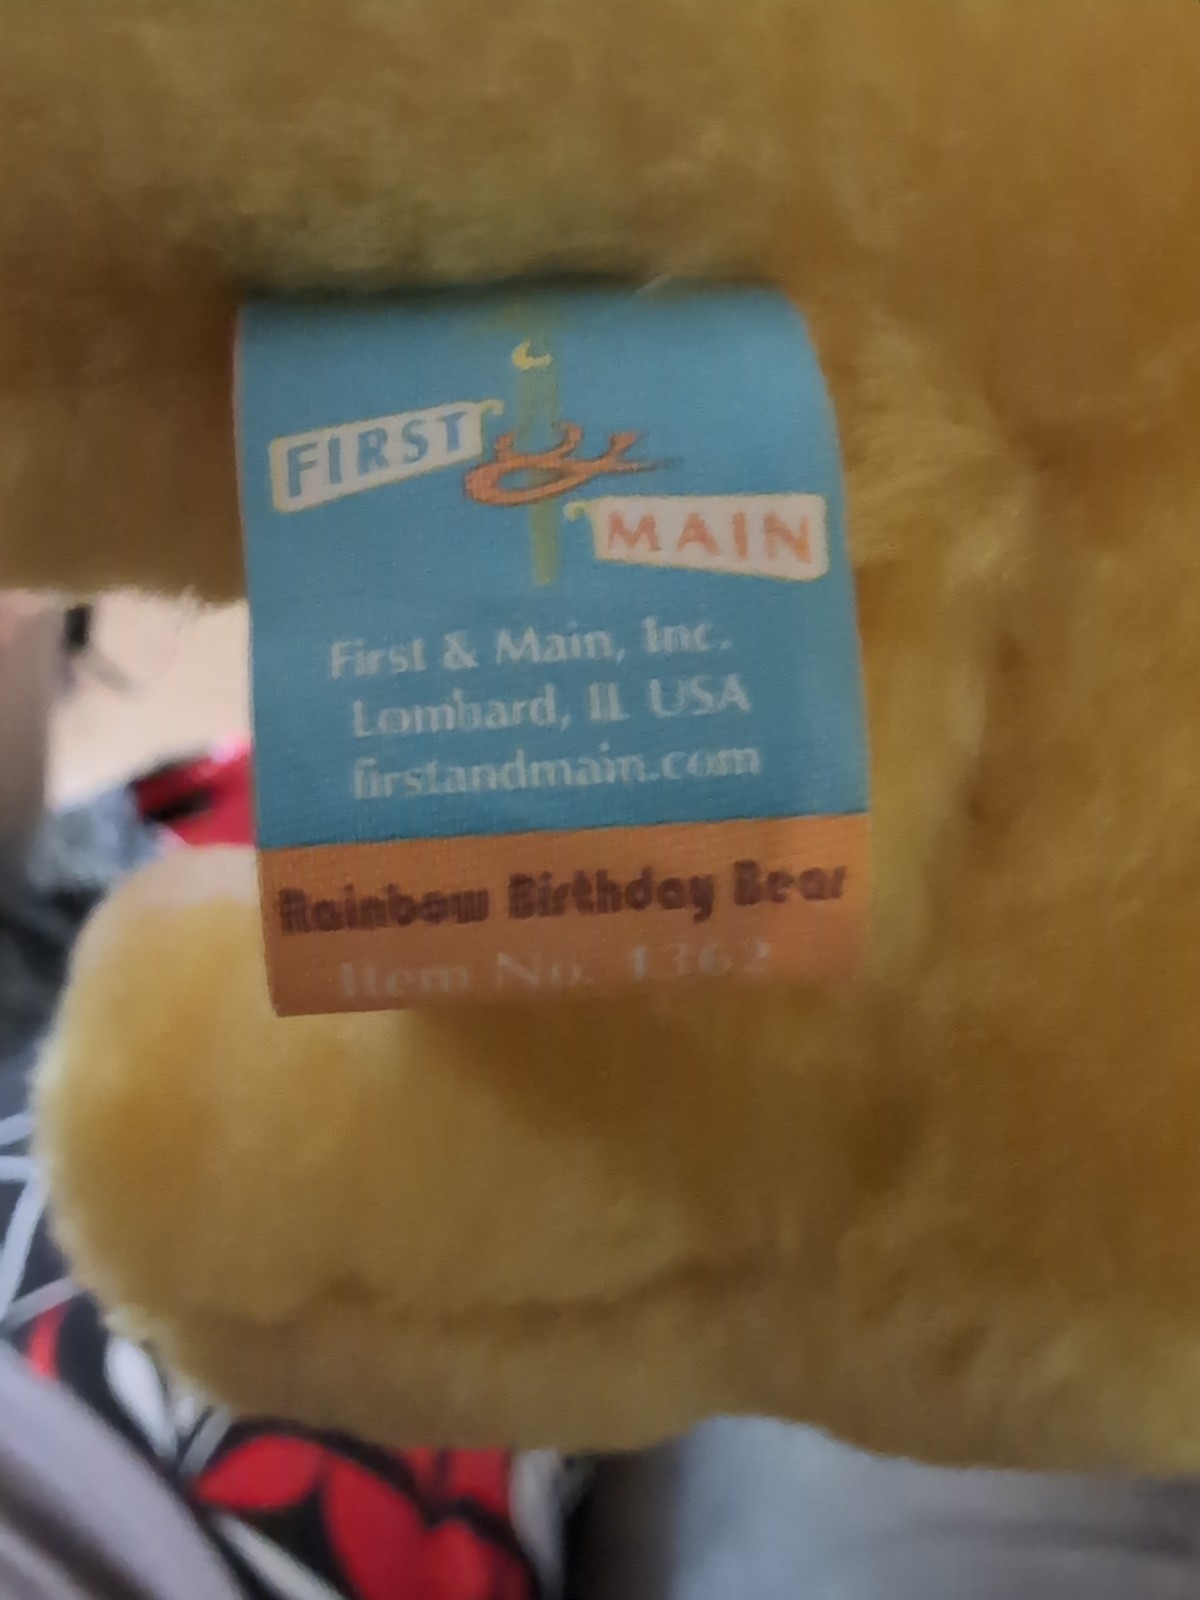 FIRST
&
MAIN
First & Main, Inc.
Lombard, IL USA
firstandmain.com
Rainbow Birthday Bear
Item No. 1362